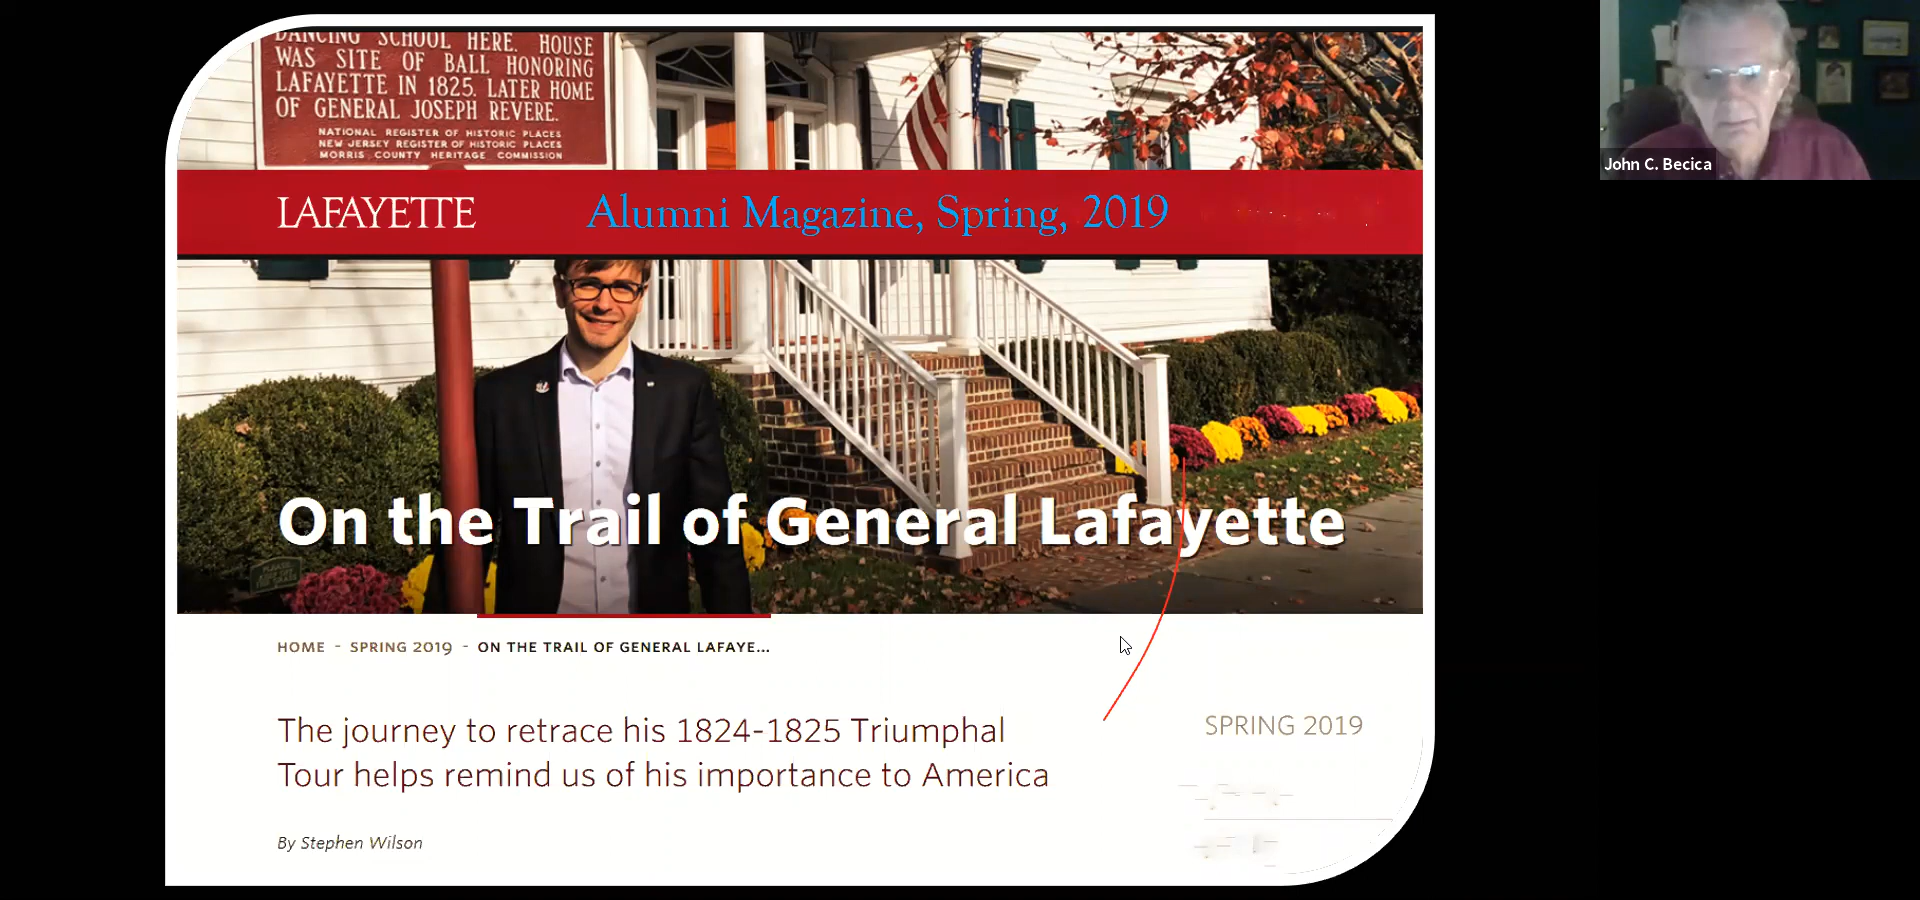 DANCING SCHOOL HERE. HOUSE
WAS SITE OF BALL HONORING
LAFAYETTE IN 1825. LATER HOME
OF GENERAL JOSEPH REVERE.
NATIONAL REGISTER OF HISTORIC PLACES
NEW JERSEY REGISTER OF HISTORIC PLACES
MORRIS COUNTY HERITAGE COMMISSION
John C. Becica
LAFAYETTE Alumni Magazine, Spring, 2019
On the Trail of General Lafayette
HOME - SPRING 2019 - ON THE TRAIL OF GENERAL LAFAYE...
The journey to retrace his 1824-1825 Triumphal
Tour helps remind us of his importance to America
SPRING 2019
By Stephen Wilson